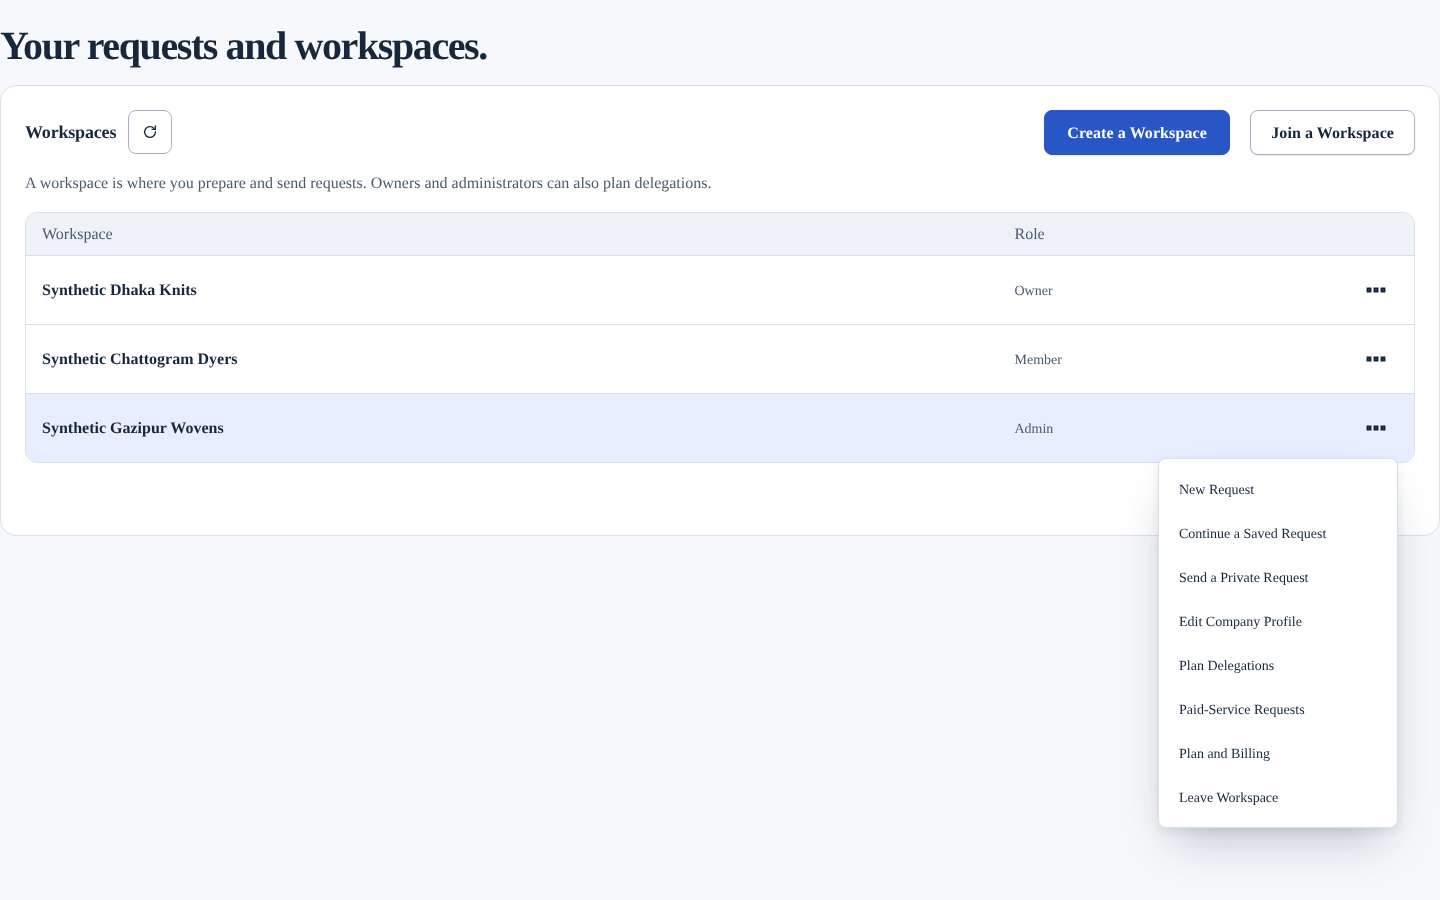 Your requests and workspaces.
Workspaces
Create a Workspace
Join a Workspace
A workspace is where you prepare and send requests. Owners and administrators can also plan delegations.
Workspace Role
Synthetic Dhaka Knits Owner
Synthetic Chattogram Dyers Member
Synthetic Gazipur Wovens Admin
New Request
Continue a Saved Request
Send a Private Request
Edit Company Profile
Plan Delegations
Paid-Service Requests
Plan and Billing
Leave Workspace